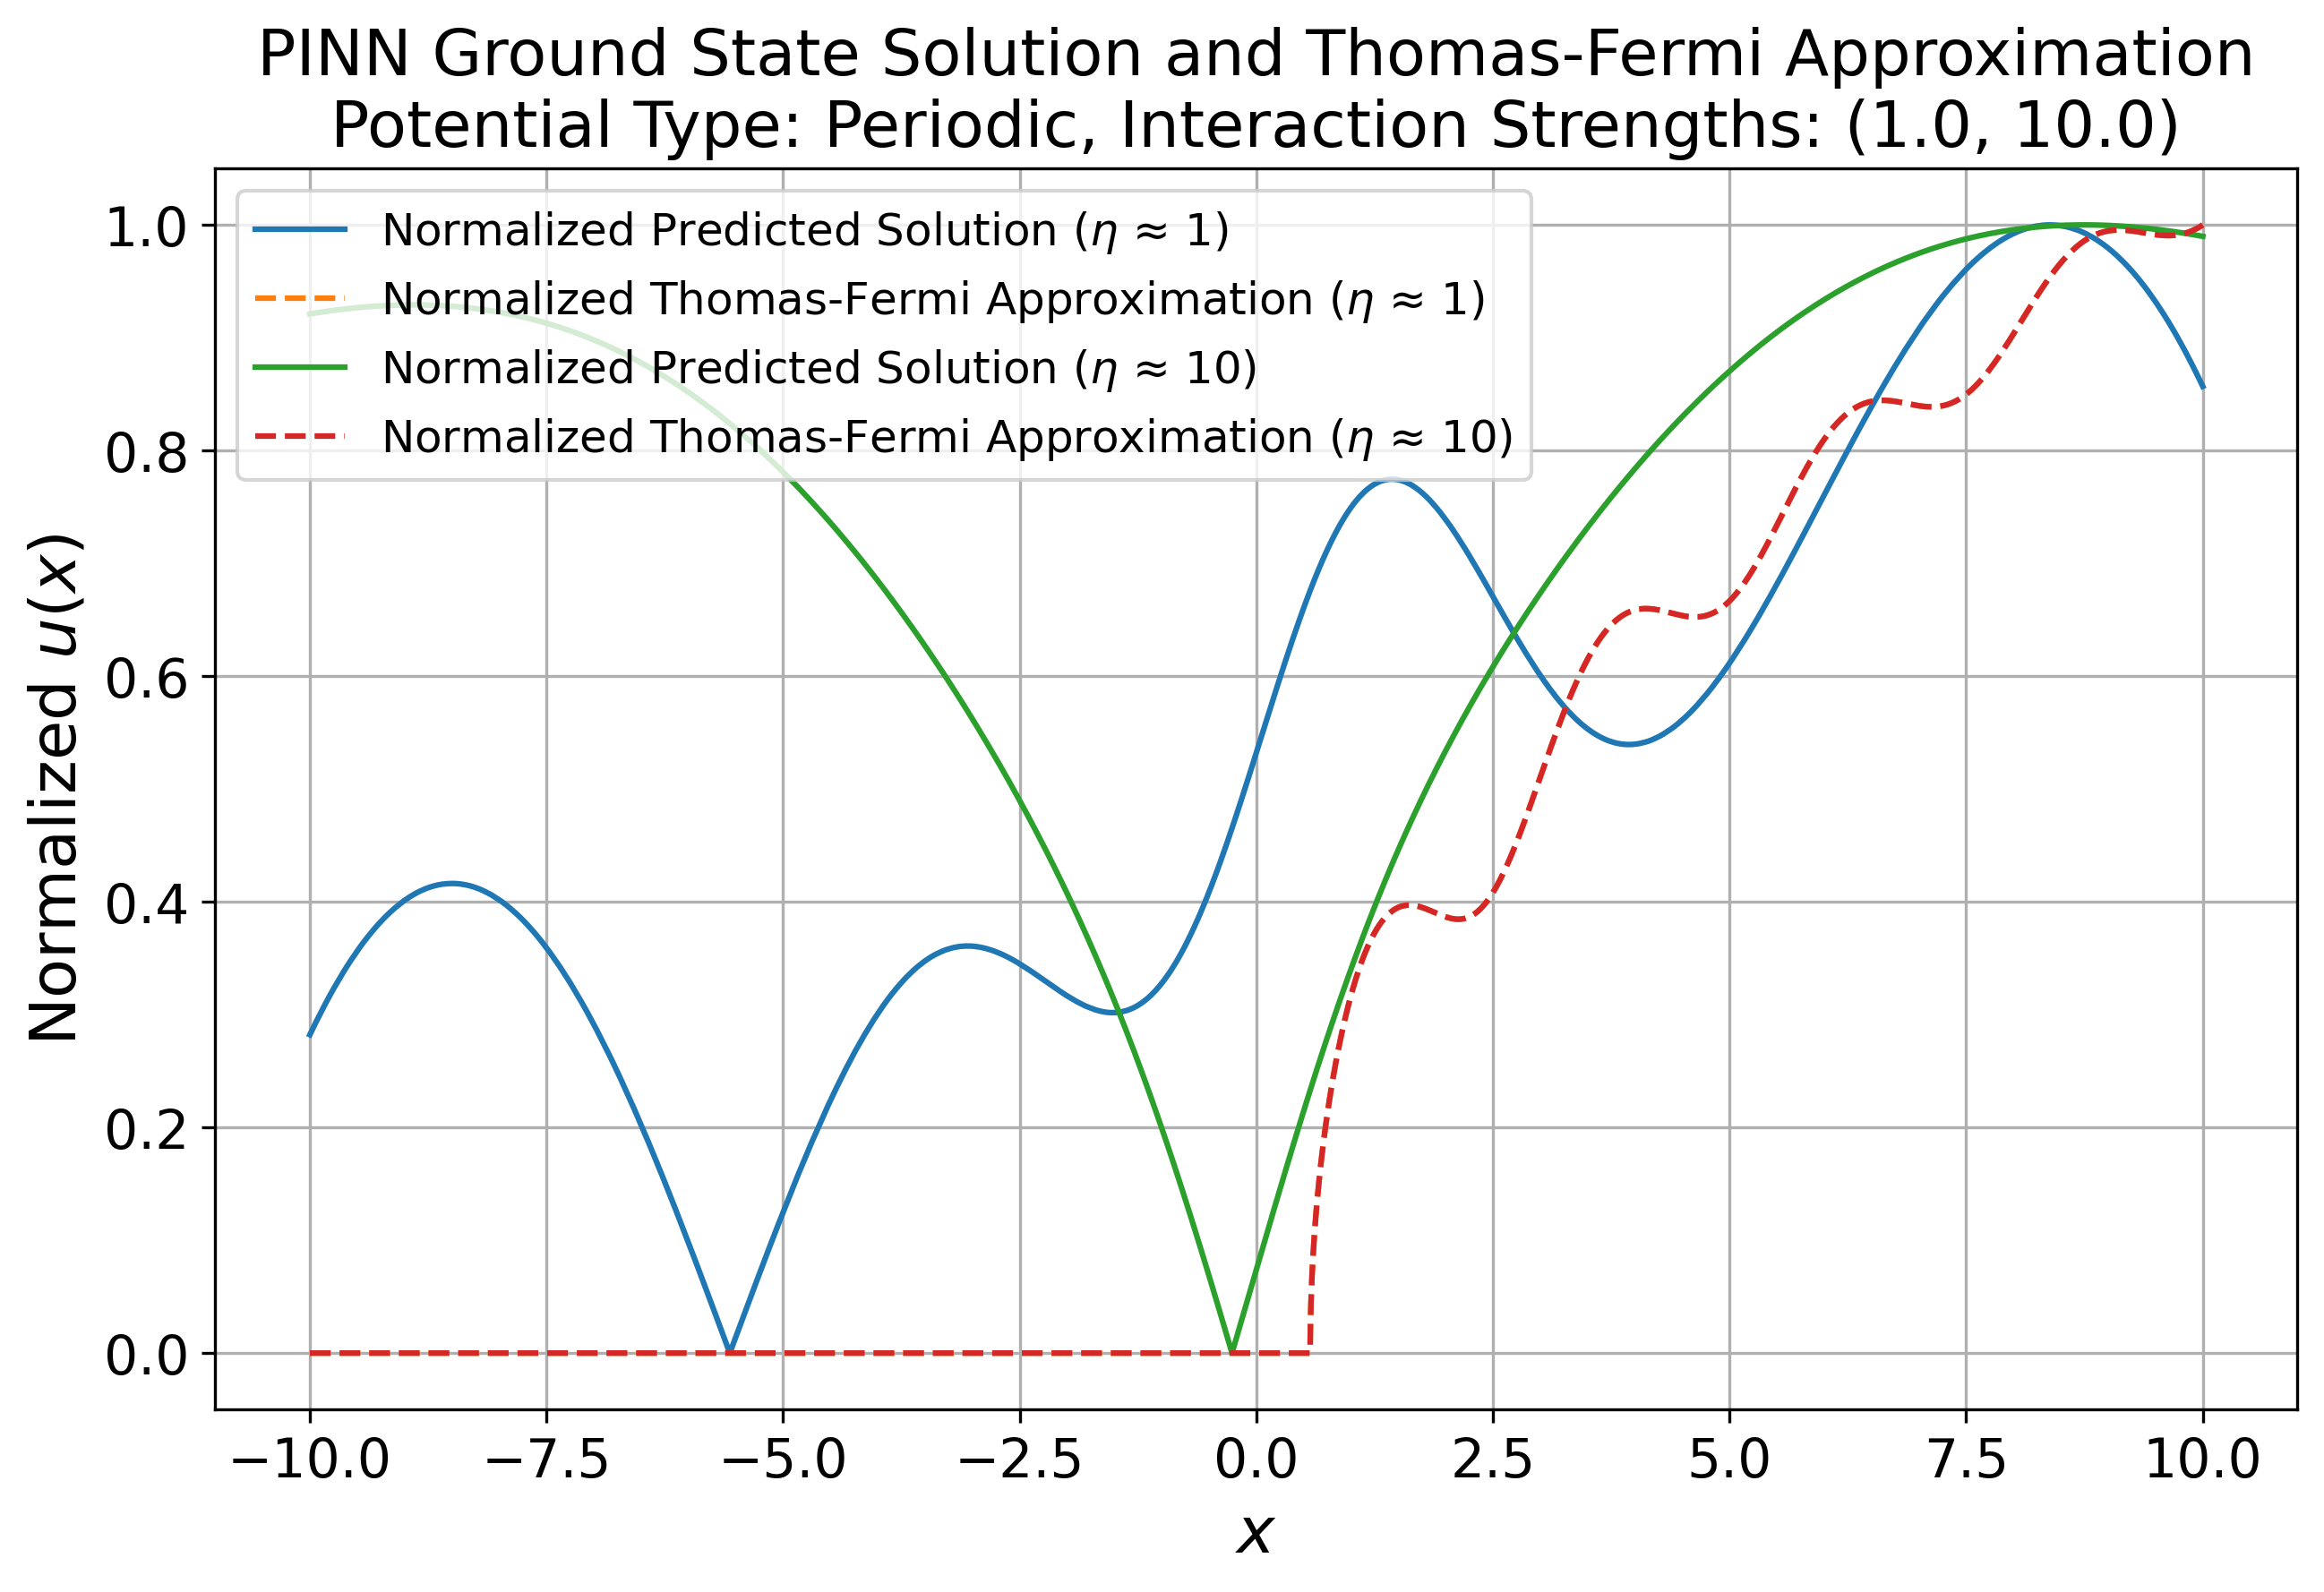 PINN Ground State Solution and Thomas-Fermi Approximation
Potential Type: Periodic, Interaction Strengths: (1.0, 10.0)
Normalized Predicted Solution (η ≈ 1)
Normalized Thomas-Fermi Approximation (η ≈ 1)
Normalized Predicted Solution (η ≈ 10)
Normalized Thomas-Fermi Approximation (η ≈ 10)
Normalized u(x)
1.0
0.8
0.6
0.4
0.2
0.0
−10.0 −7.5 −5.0 −2.5 0.0 2.5 5.0 7.5 10.0
x